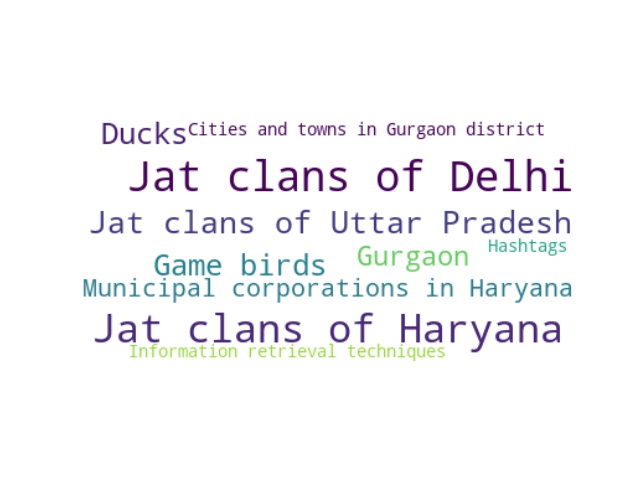 Ducks Cities and towns in Gurgaon district
Jat clans of Delhi
Jat clans of Uttar Pradesh
Hashtags
Game birds Gurgaon
Municipal corporations in Haryana
Jat clans of Haryana
Information retrieval techniques